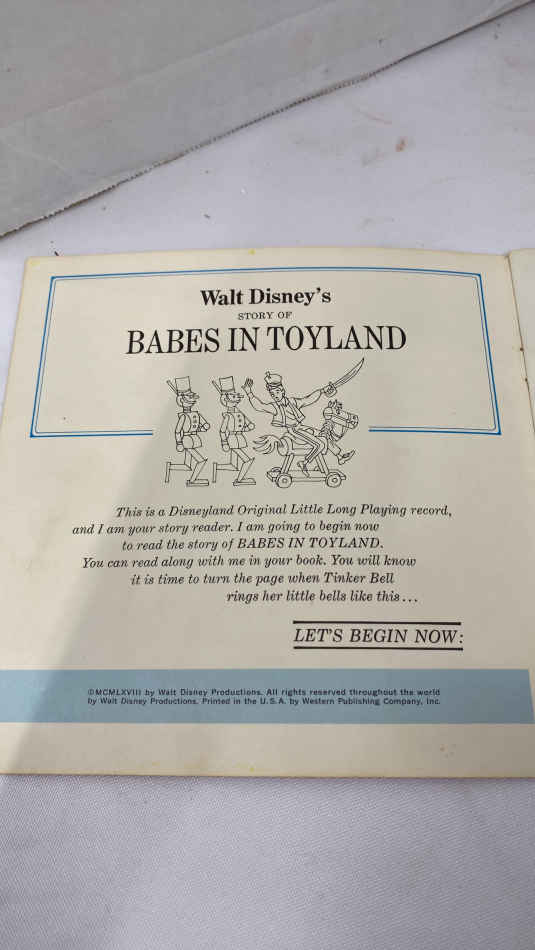 Walt Disney's
STORY OF
BABES IN TOYLAND
This is a Disneyland Original Little Long Playing record,
and I am your story reader. I am going to begin now
to read the story of BABES IN TOYLAND.
You can read along with me in your book. You will know
it is time to turn the page when Tinker Bell
rings her little bells like this...
LET'S BEGIN NOW:
©MCMLXVIII by Walt Disney Productions. All rights reserved throughout the world
by Walt Disney Productions. Printed in the U.S.A. by Western Publishing Company, Inc.